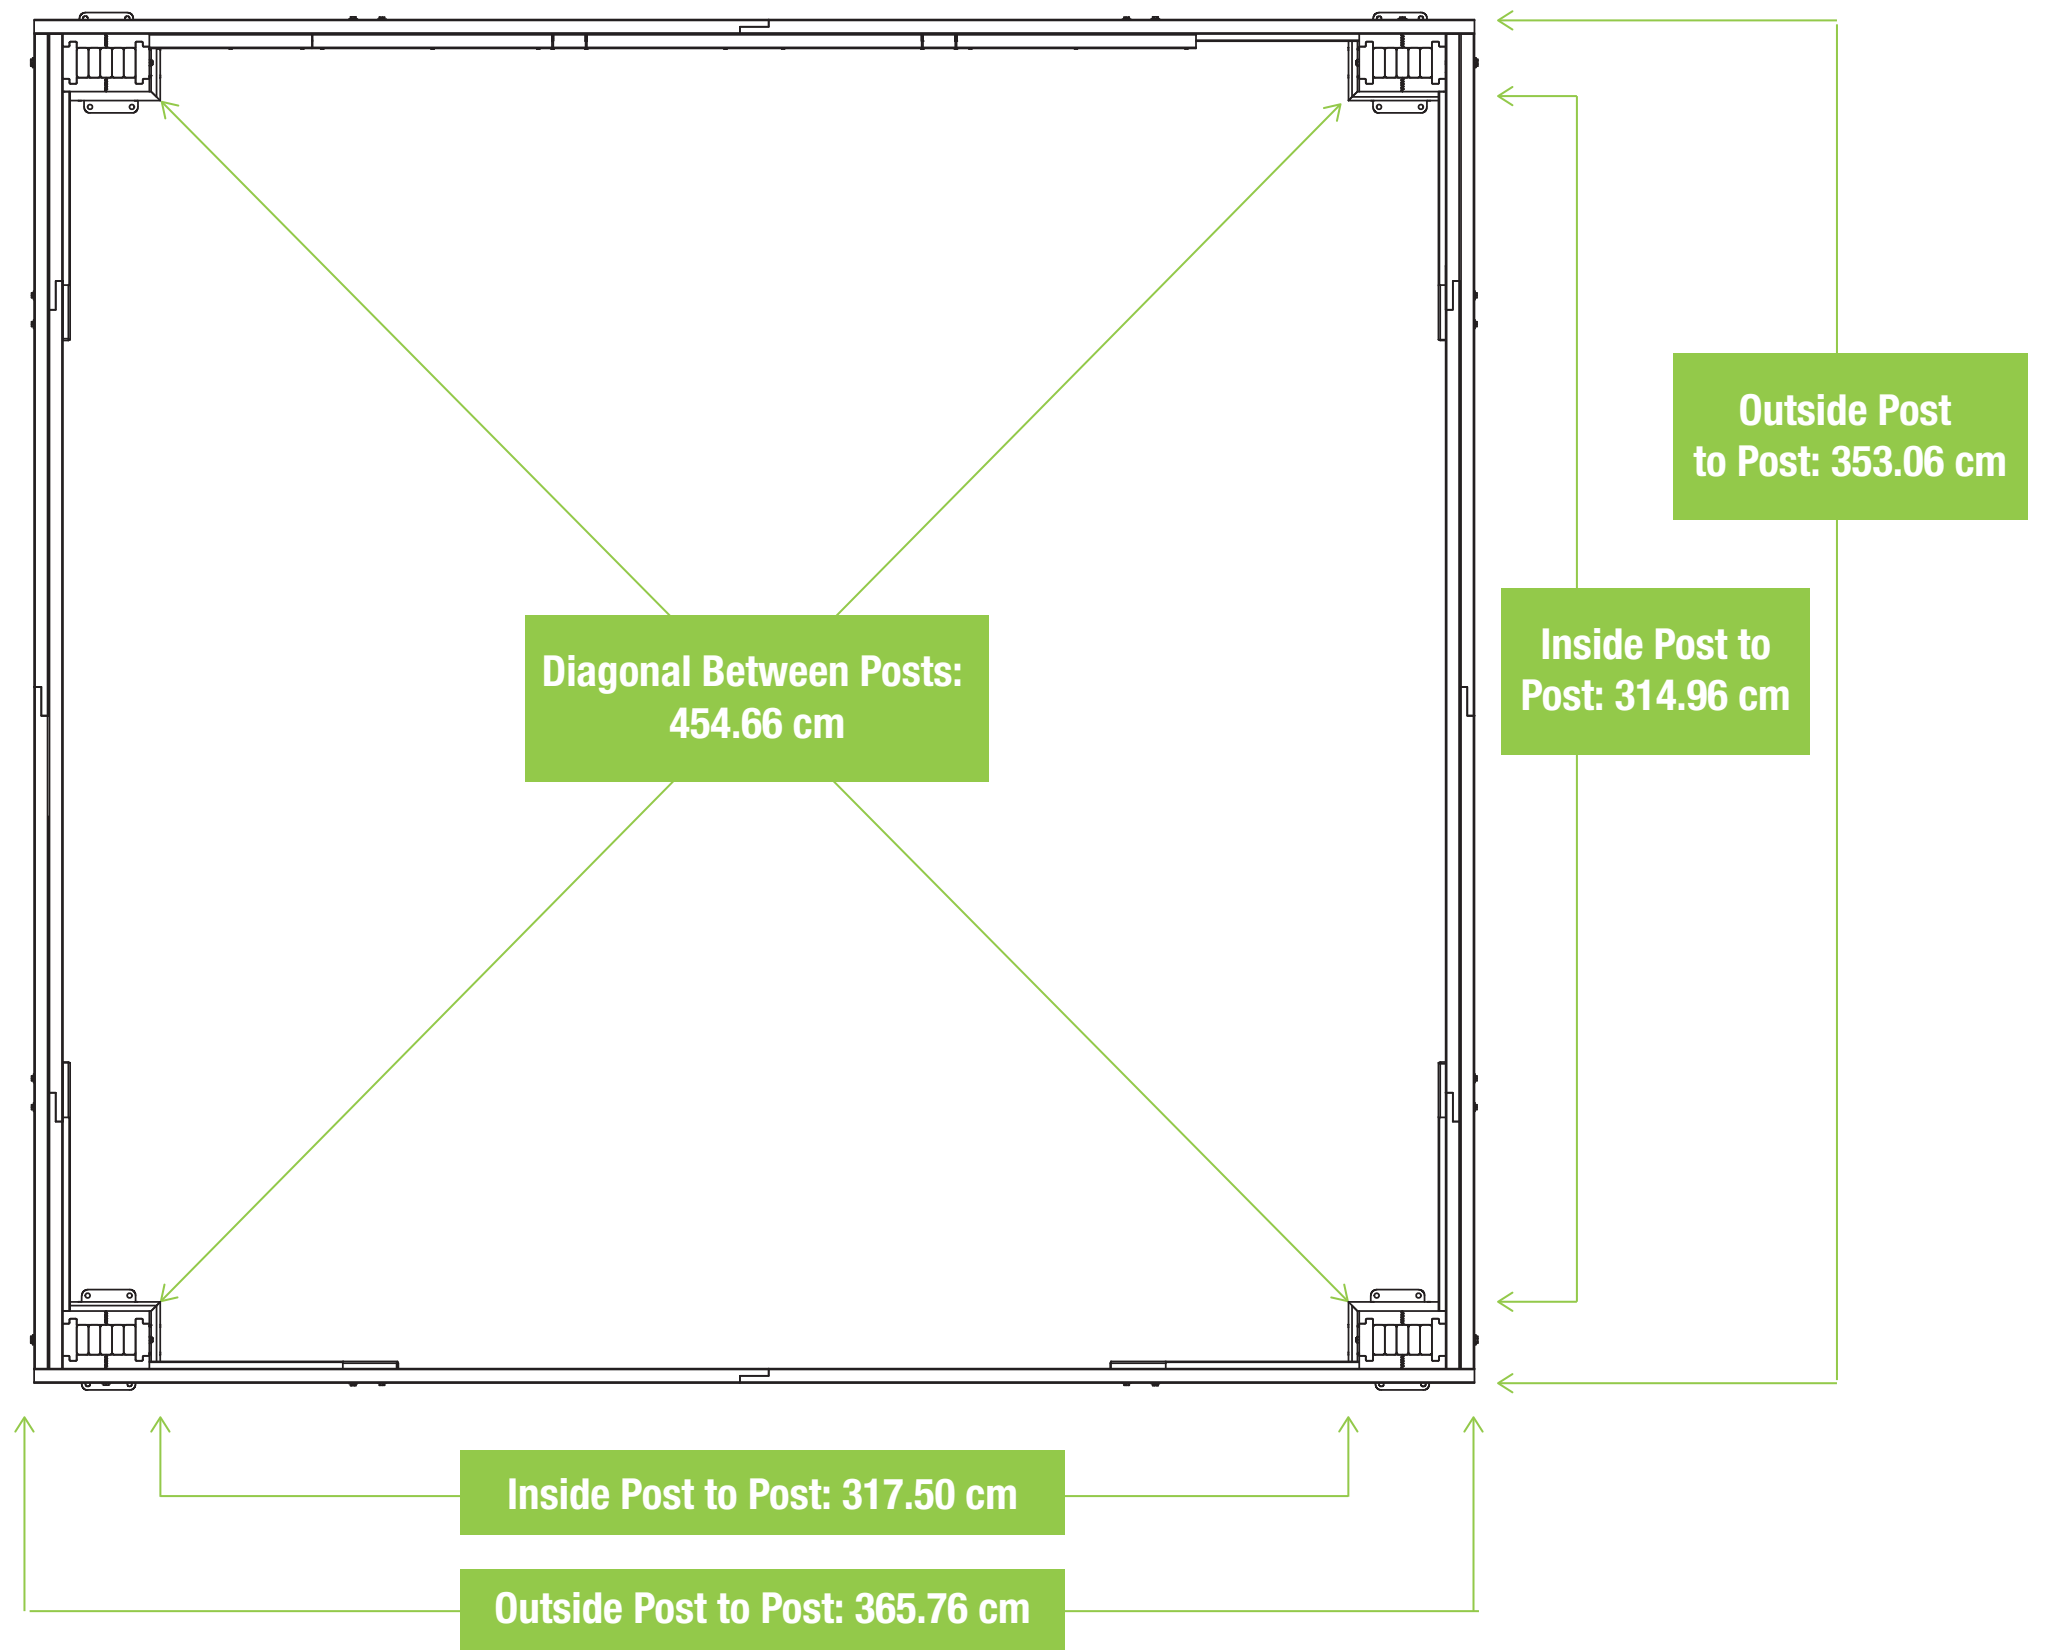 Outside Post
to Post: 353.06 cm
Inside Post to
Post: 314.96 cm
Diagonal Between Posts:
454.66 cm
Inside Post to Post: 317.50 cm
Outside Post to Post: 365.76 cm